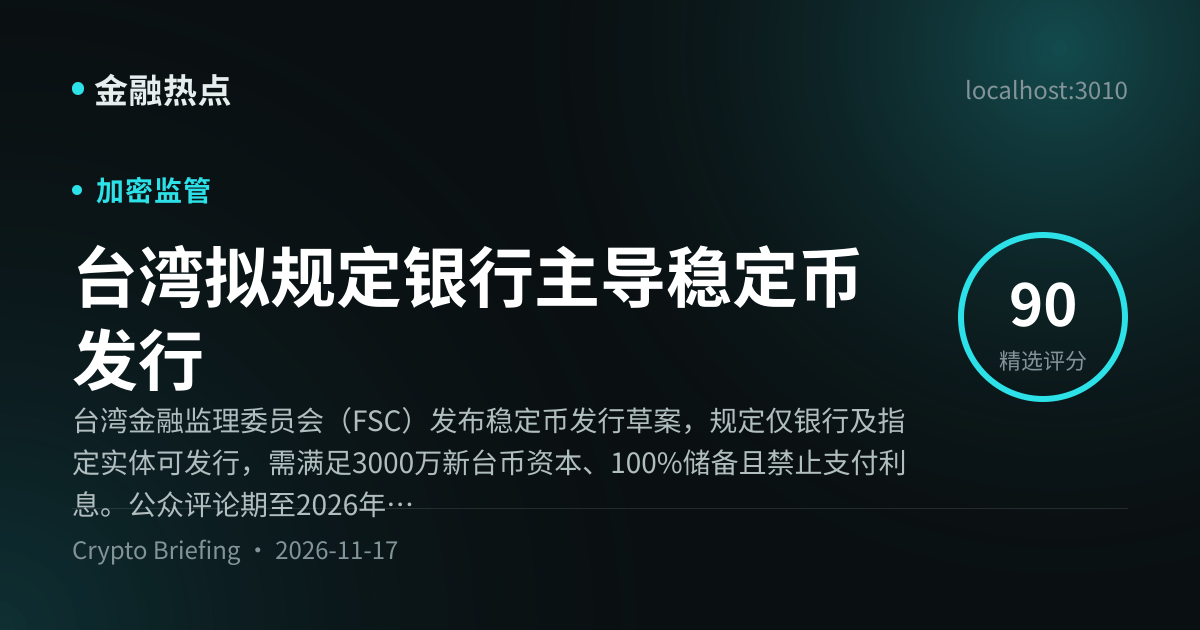 金融热点
localhost:3010
加密监管
台湾拟规定银行主导稳定币
发行
90
精选评分
台湾金融监理委员会（FSC）发布稳定币发行草案，规定仅银行及指
定实体可发行，需满足3000万新台币资本、100%储备且禁止支付利
息。公众评论期至2026年…
Crypto Briefing · 2026-11-17